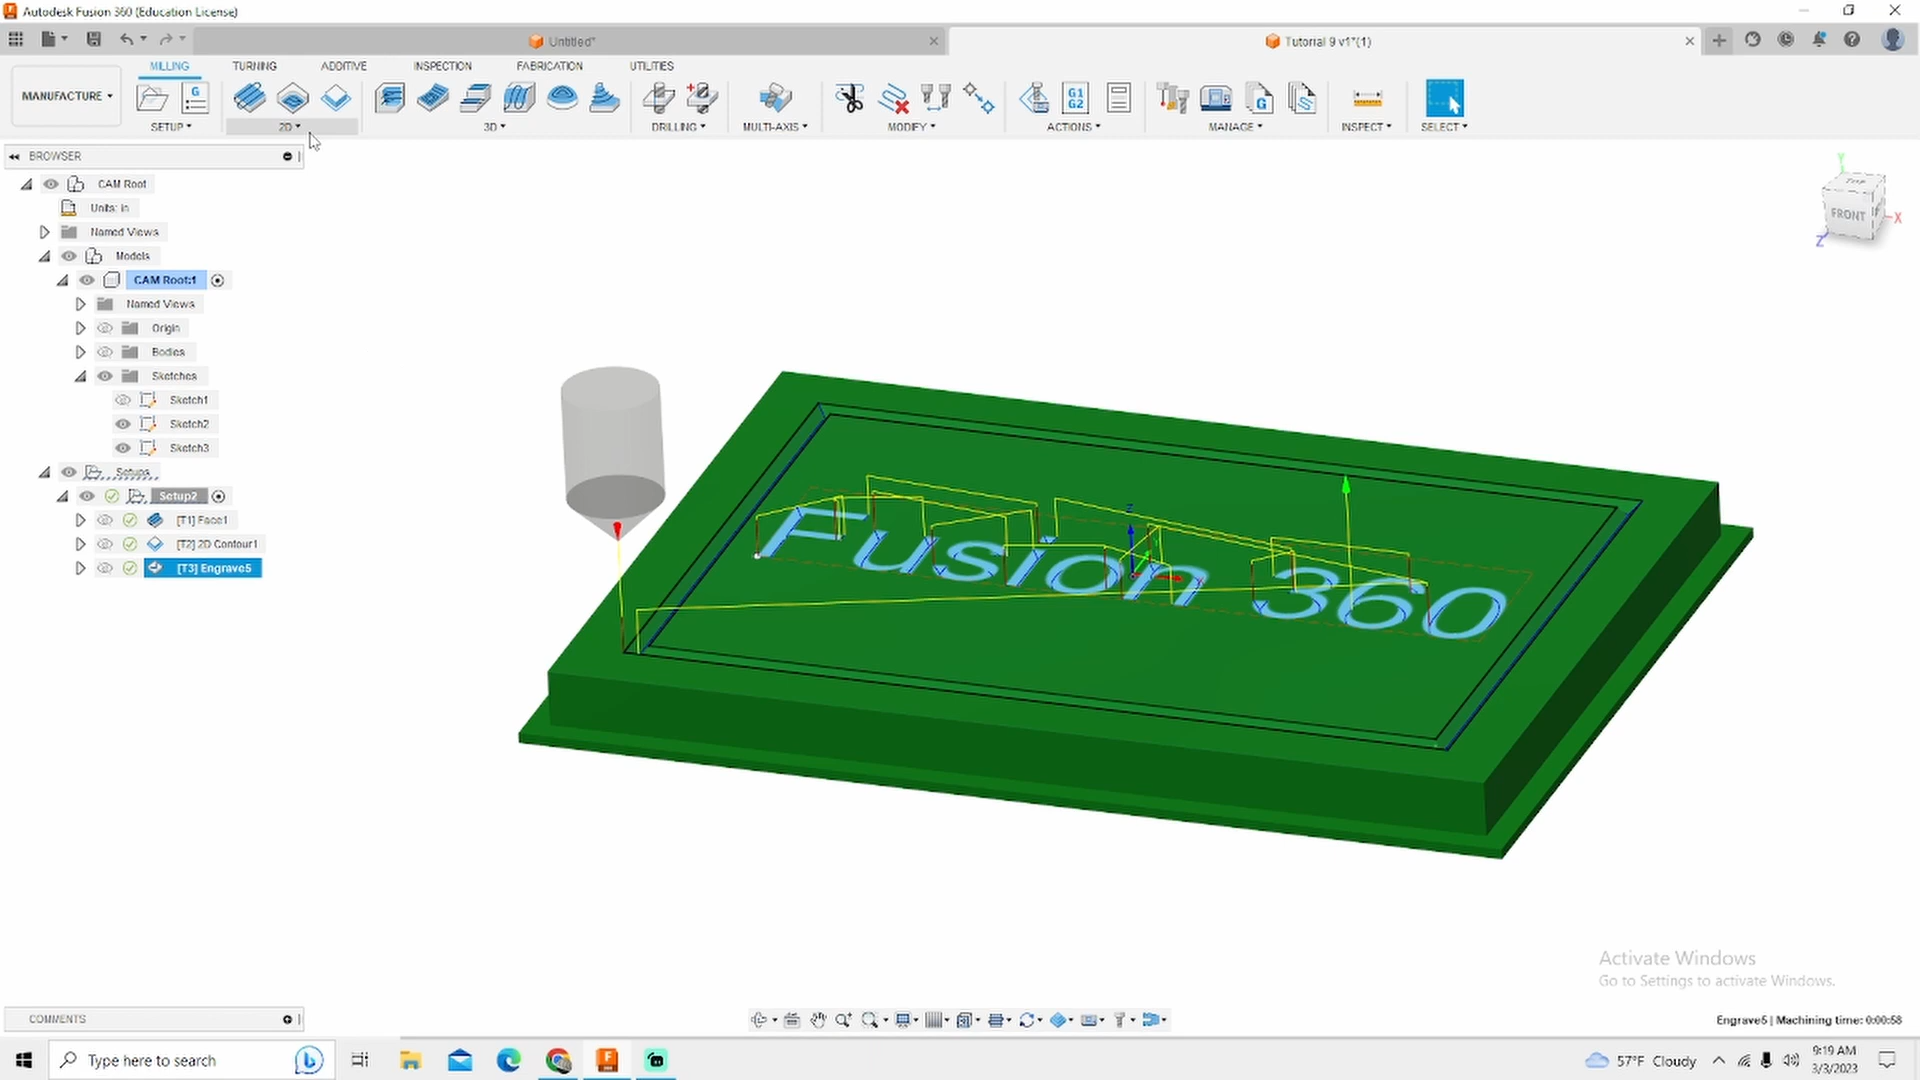 Autodesk Fusion 360 (Education License)
Untitled*
Tutorial 9 v1*(1)
MILLING TURNING ADDITIVE INSPECTION FABRICATION UTILITIES
MANUFACTURE
G
G1
G2
G
S
SETUP 2D 3D DRILLING MULTI-AXIS MODIFY ACTIONS MANAGE INSPECT SELECT
BROWSER
CAM Root
Units: in
Named Views
Models
CAM Root:1
Named Views
Origin
Bodies
Sketches
Sketch1
Sketch2
Sketch3
Setups
Setup2
[T1] Face1
[T2] 2D Contour1
[T3] Engrave5
Y
TOP
FRONT
X
Z
Z
Fusion 360
Activate Windows
Go to Settings to activate Windows.
COMMENTS
Engrave5 | Machining time: 0:00:58
Type here to search
57°F Cloudy
9:19 AM
3/3/2023